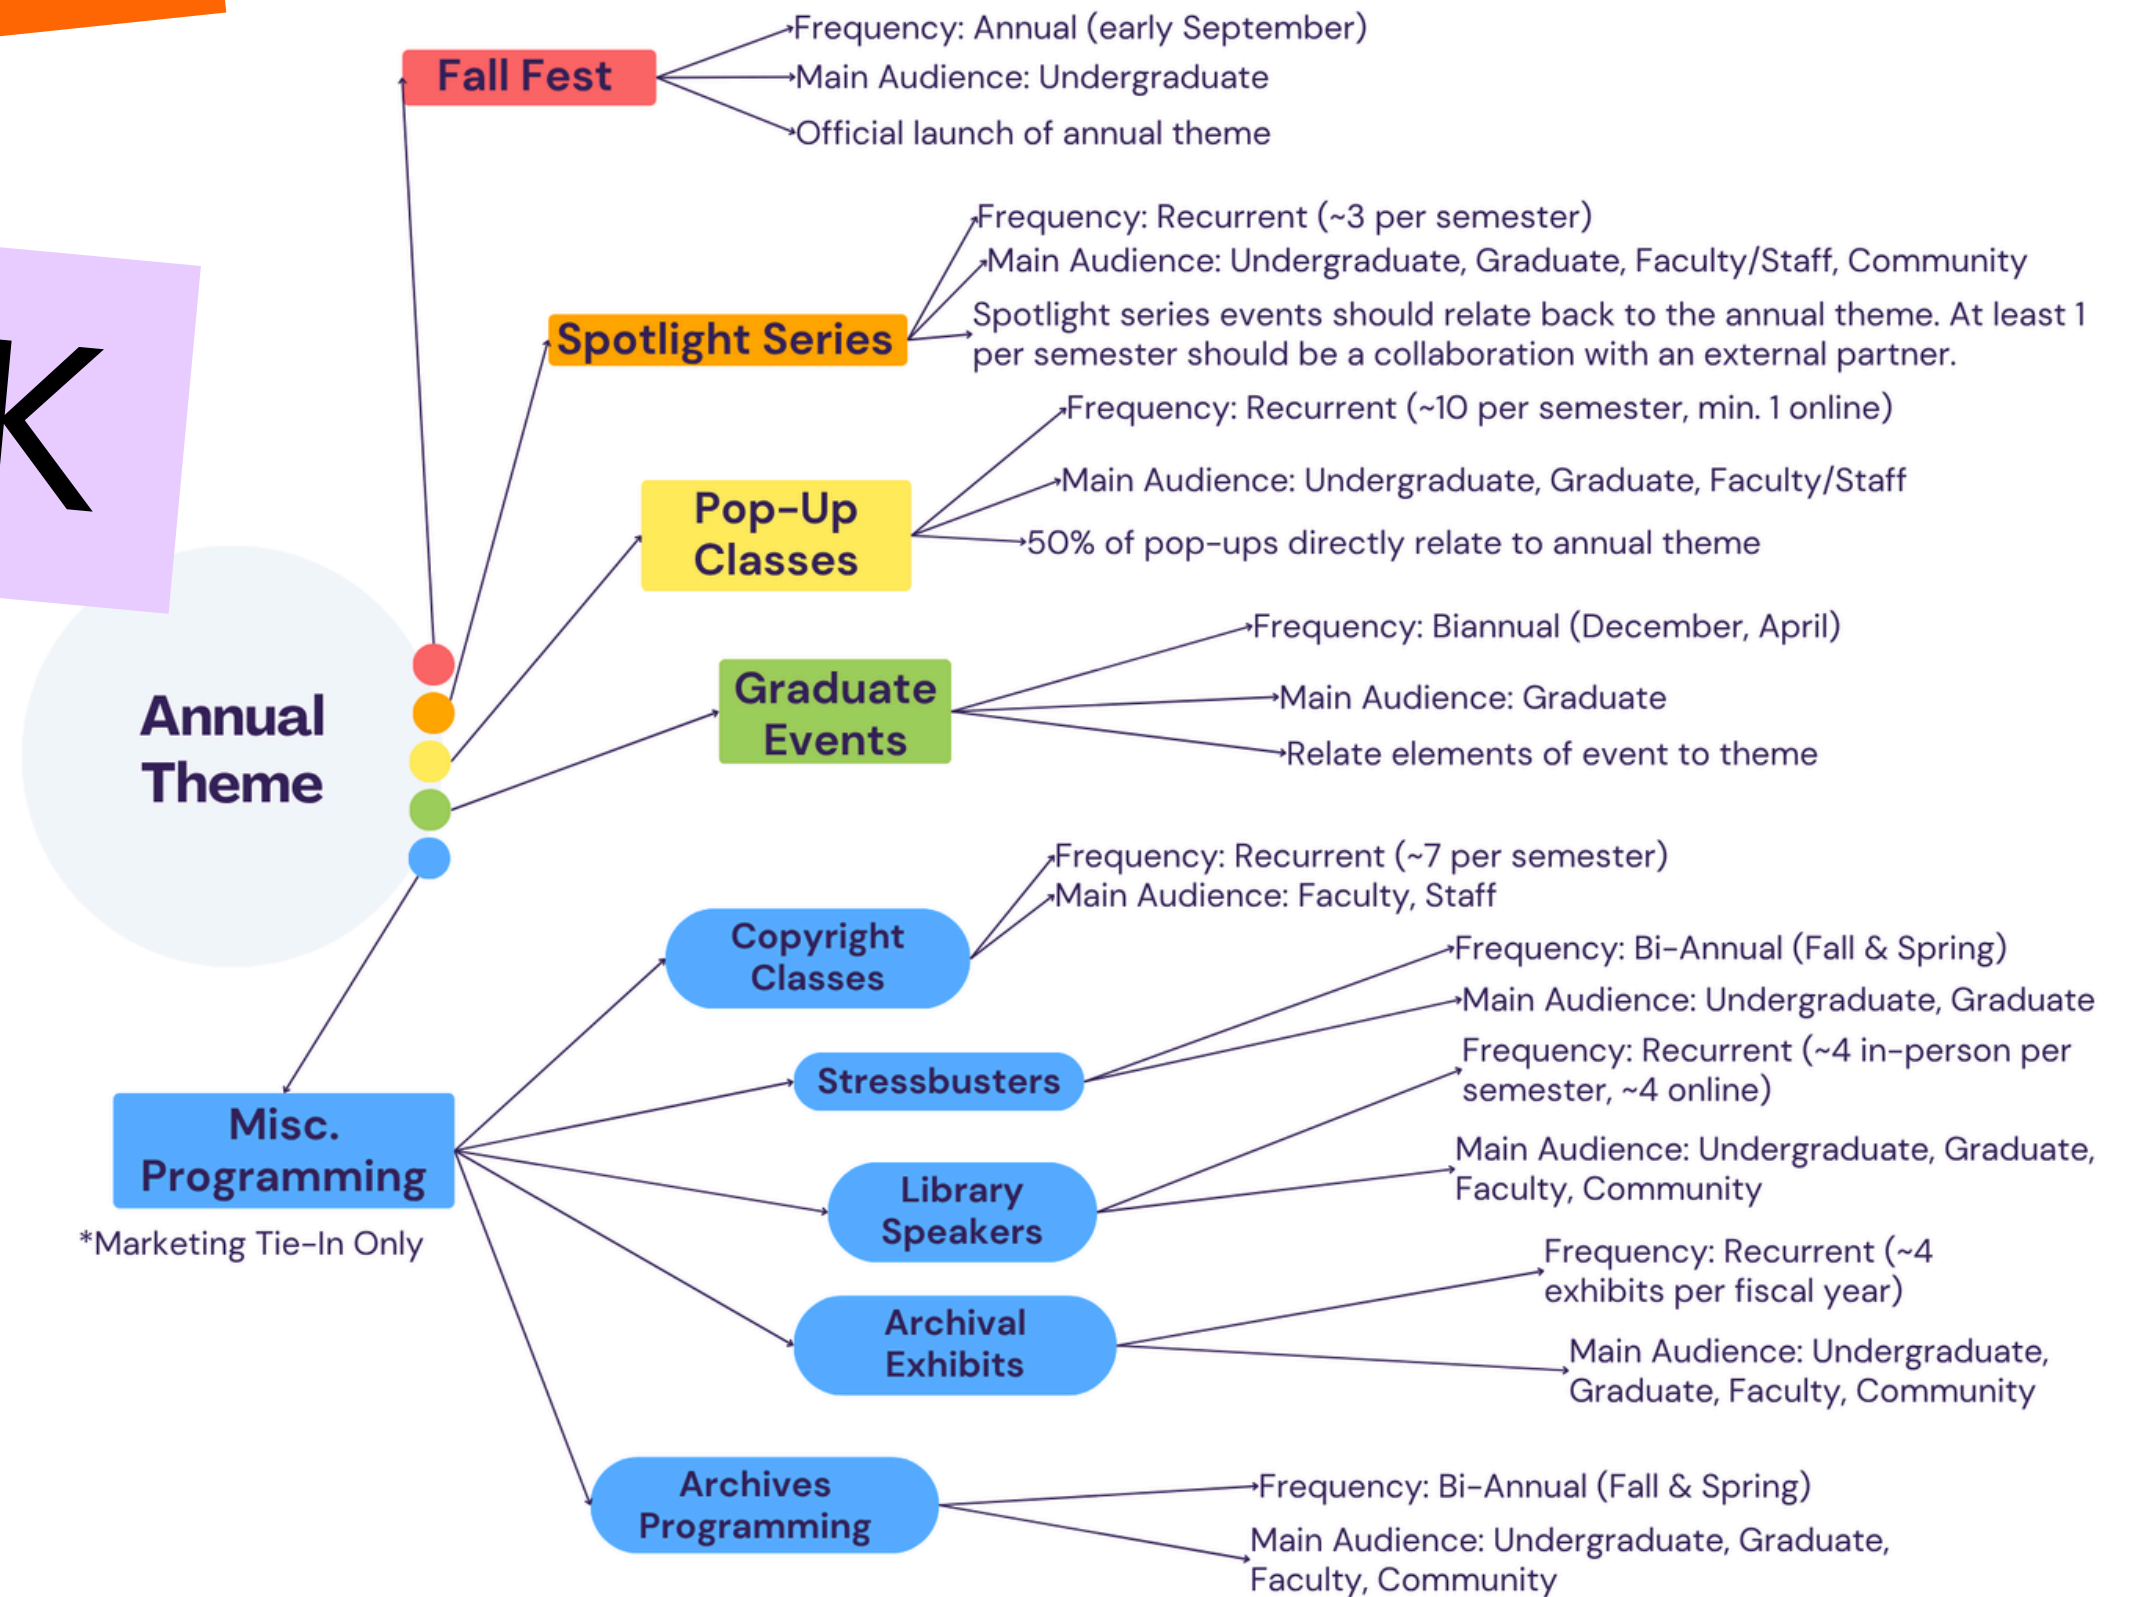 Fall Fest
Frequency: Annual (early September)
Main Audience: Undergraduate
Official launch of annual theme
Spotlight Series
Frequency: Recurrent (~3 per semester)
Main Audience: Undergraduate, Graduate, Faculty/Staff, Community
Spotlight series events should relate back to the annual theme. At least 1
per semester should be a collaboration with an external partner.
K
Pop-Up
Classes
Frequency: Recurrent (~10 per semester, min. 1 online)
Main Audience: Undergraduate, Graduate, Faculty/Staff
50% of pop-ups directly relate to annual theme
Annual
Theme
Graduate
Events
Frequency: Biannual (December, April)
Main Audience: Graduate
Relate elements of event to theme
Misc.
Programming
*Marketing Tie-In Only
Copyright
Classes
Frequency: Recurrent (~7 per semester)
Main Audience: Faculty, Staff
Stressbusters
Frequency: Bi-Annual (Fall & Spring)
Main Audience: Undergraduate, Graduate
Library
Speakers
Frequency: Recurrent (~4 in-person per
semester, ~4 online)
Main Audience: Undergraduate, Graduate,
Faculty, Community
Archival
Exhibits
Frequency: Recurrent (~4
exhibits per fiscal year)
Main Audience: Undergraduate,
Graduate, Faculty, Community
Archives
Programming
Frequency: Bi-Annual (Fall & Spring)
Main Audience: Undergraduate, Graduate,
Faculty, Community